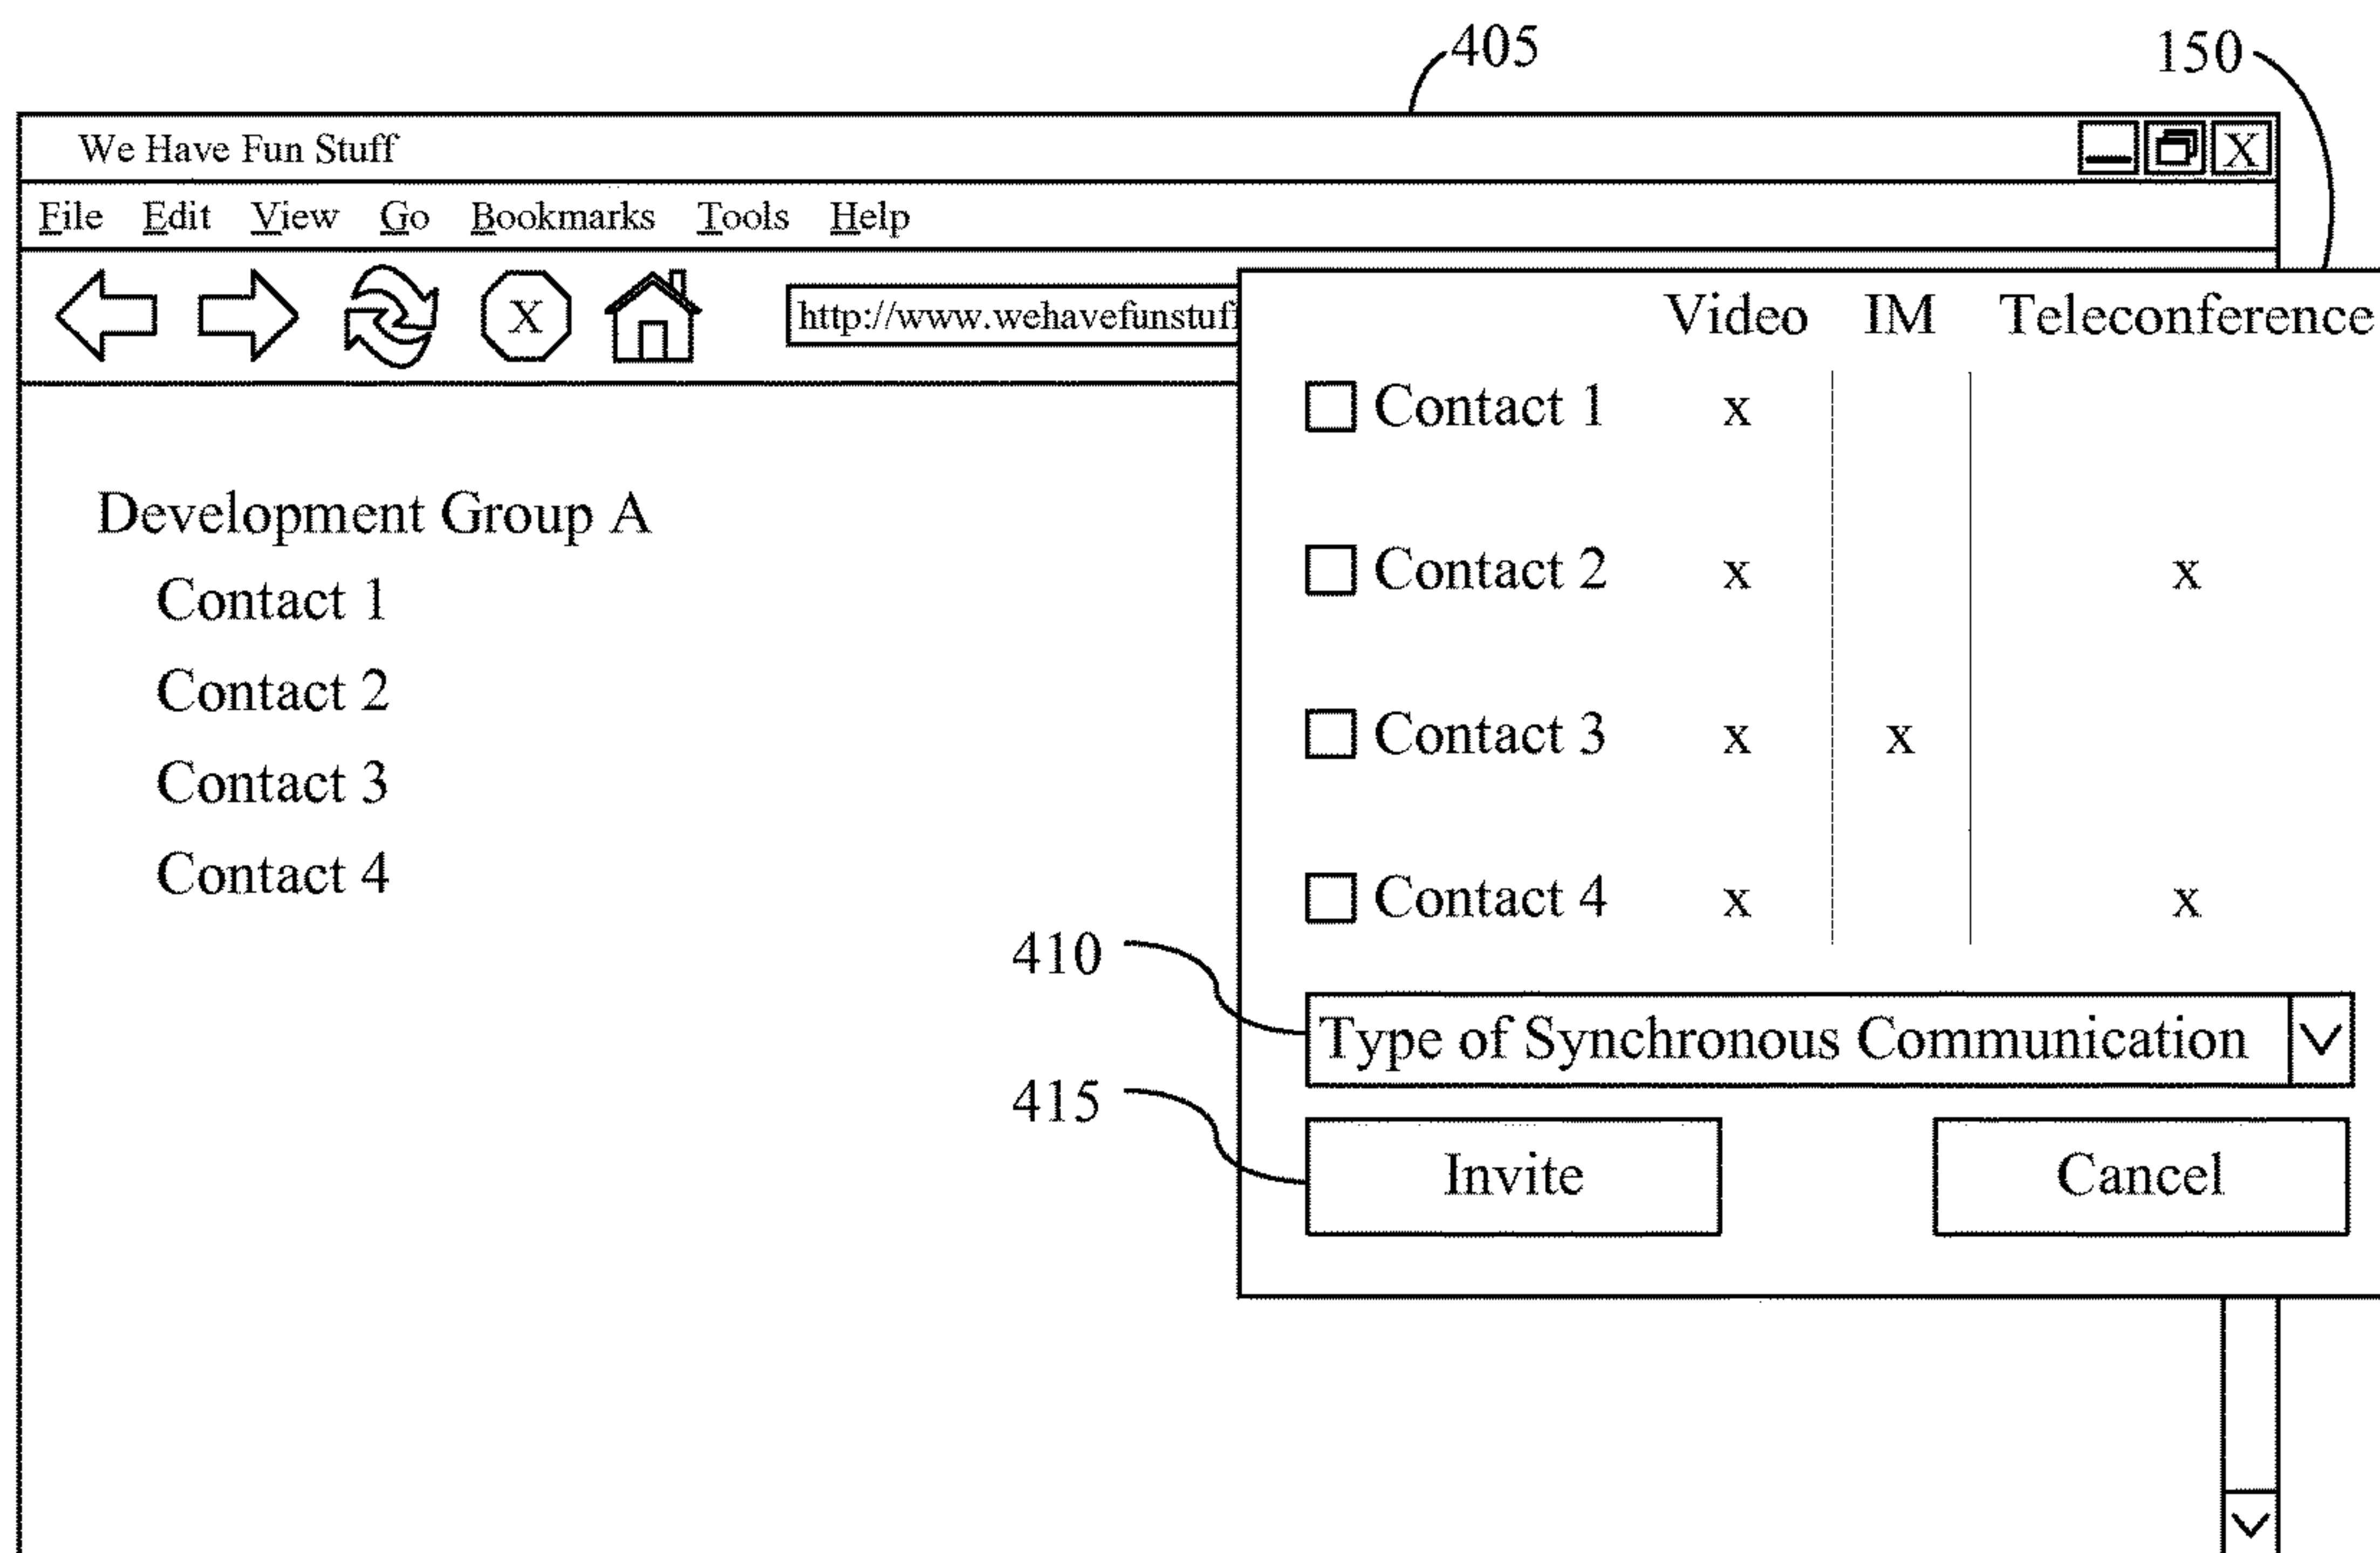 405
150
We Have Fun Stuff
X
File Edit View Go Bookmarks Tools Help
X
http://www.wehavefunstuff
Video IM Teleconference
Contact 1 x
Contact 2 x x
Contact 3 x x
Contact 4 x x
Development Group A
Contact 1
Contact 2
Contact 3
Contact 4
410
Type of Synchronous Communication
415
Invite
Cancel